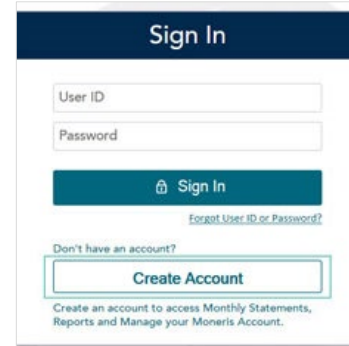 Sign In
User ID
Password
Sign In
Forgot User ID or Password?
Don't have an account?
Create Account
Create an account to access Monthly Statements,
Reports and Manage your Moneris Account.